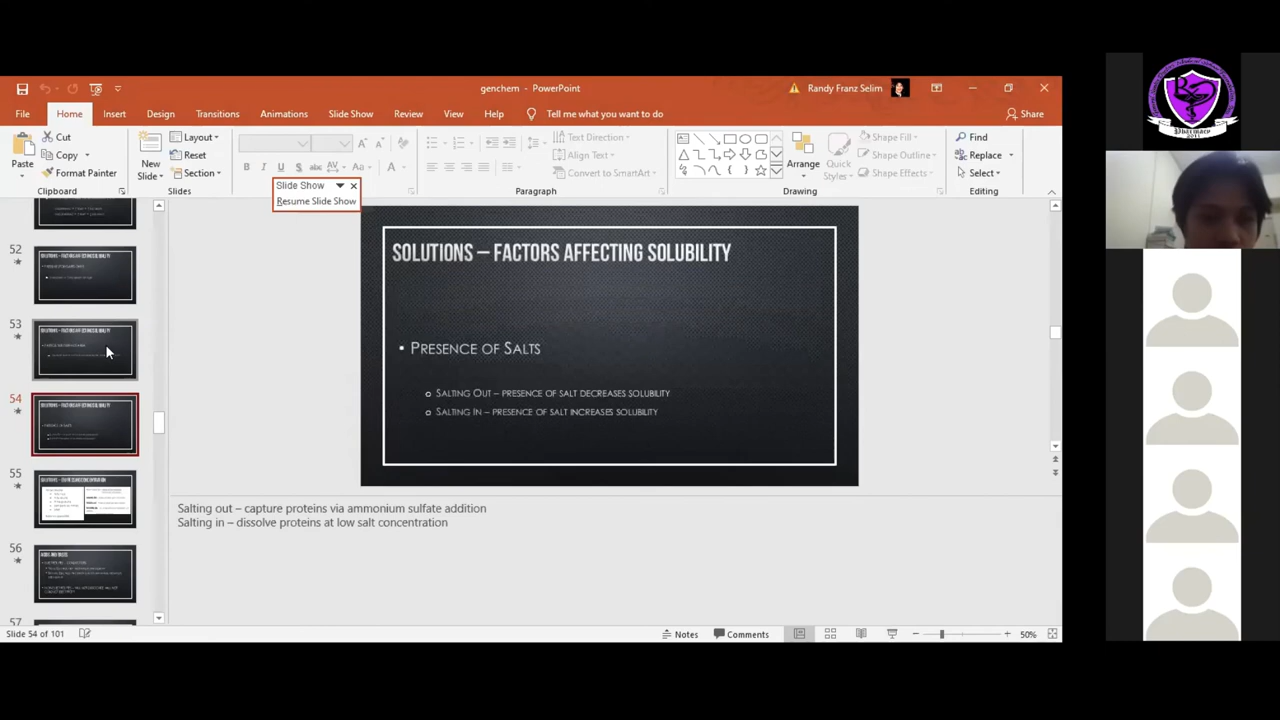 genchem - PowerPoint
Randy Franz Selim
File Home Insert Design Transitions Animations Slide Show Review View Help Tell me what you want to do Share
Paste
Cut
Copy
Format Painter
Clipboard
New
Slide
Layout
Reset
Section
Slides
Paragraph
Text Direction
Align Text
Convert to SmartArt
Arrange
Quick
Styles
Shape Fill
Shape Outline
Shape Effects
Drawing
Find
Replace
Select
Editing
Slide Show
Resume Slide Show
52
53
54
55
56
57
SOLUTIONS – FACTORS AFFECTING SOLUBILITY
▪ PRESENCE OF SALTS
o SALTING OUT – PRESENCE OF SALT DECREASES SOLUBILITY
o SALTING IN – PRESENCE OF SALT INCREASES SOLUBILITY
Salting out – capture proteins via ammonium sulfate addition
Salting in – dissolve proteins at low salt concentration
Slide 54 of 101
Notes
Comments
50%
Pharmacy